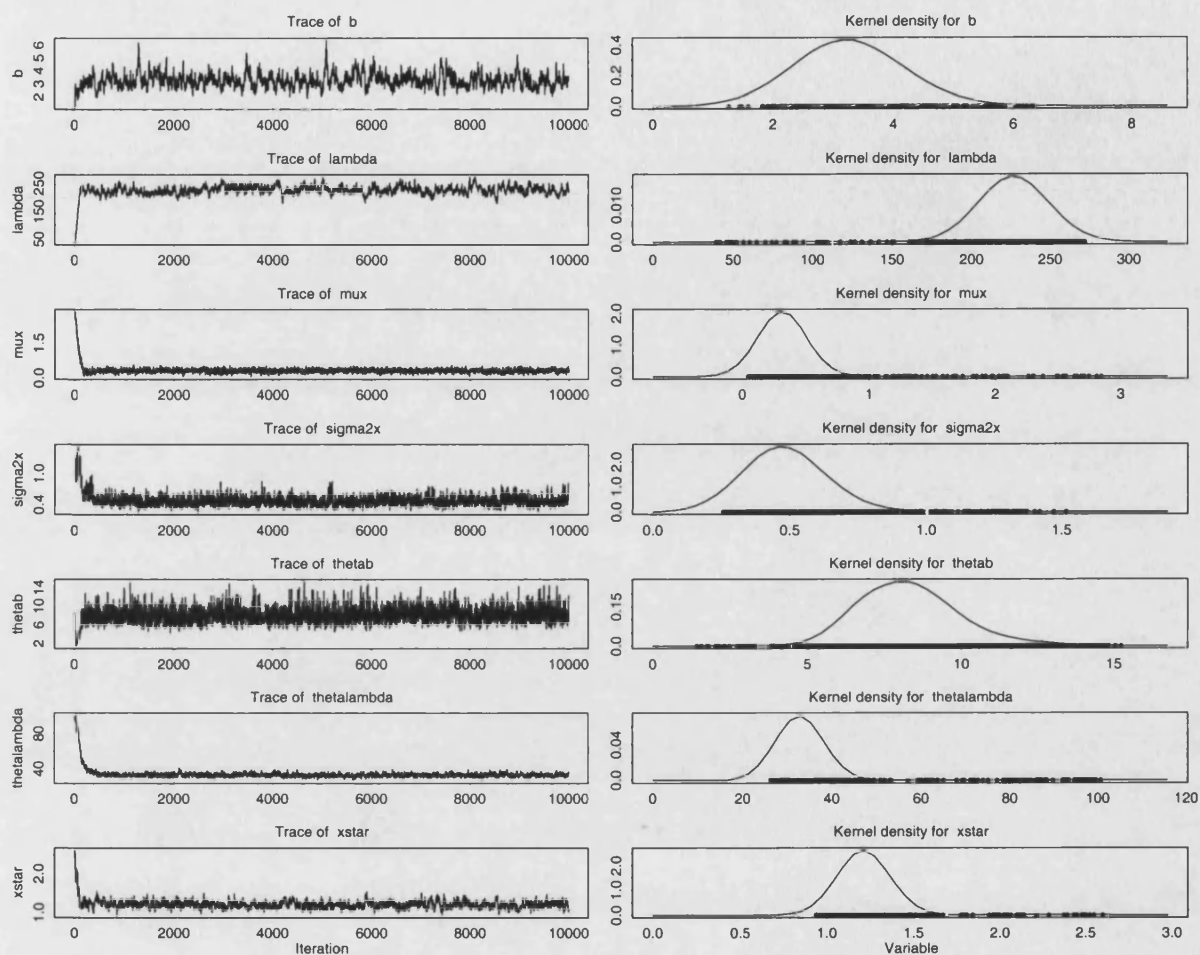 Trace of b
Kernel density for b
b
2 3 4 5 6
0 2000 4000 6000 8000 10000
0.0 0.2 0.4
0 2 4 6 8
Trace of lambda
Kernel density for lambda
lambda
50 150 250
0 2000 4000 6000 8000 10000
0.0 0.010
0 50 100 150 200 250 300
Trace of mux
Kernel density for mux
mux
0.0 1.5
0 2000 4000 6000 8000 10000
0.0 1.0 2.0
0 1 2 3
Trace of sigma2x
Kernel density for sigma2x
sigma2x
0.4 1.0
0 2000 4000 6000 8000 10000
0.0 1.0 2.0
0.0 0.5 1.0 1.5
Trace of thetab
Kernel density for thetab
thetab
2 6 10 14
0 2000 4000 6000 8000 10000
0.0 0.15
0 5 10 15
Trace of thetalambda
Kernel density for thetalambda
thetalambda
40 80
0 2000 4000 6000 8000 10000
0.0 0.04
0 20 40 60 80 100 120
Trace of xstar
Kernel density for xstar
xstar
1.0 2.0
0 2000 4000 6000 8000 10000
0.0 1.0 2.0
0.0 0.5 1.0 1.5 2.0 2.5 3.0
Iteration
Variable